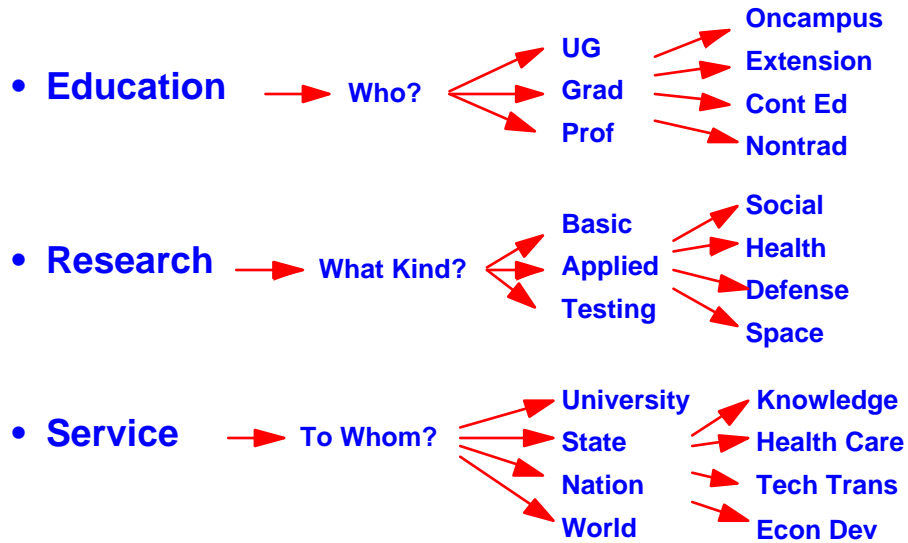 • Education
Who?
UG
Grad
Prof
Oncampus
Extension
Cont Ed
Nontrad
• Research
What Kind?
Basic
Applied
Testing
Social
Health
Defense
Space
• Service
To Whom?
University
State
Nation
World
Knowledge
Health Care
Tech Trans
Econ Dev